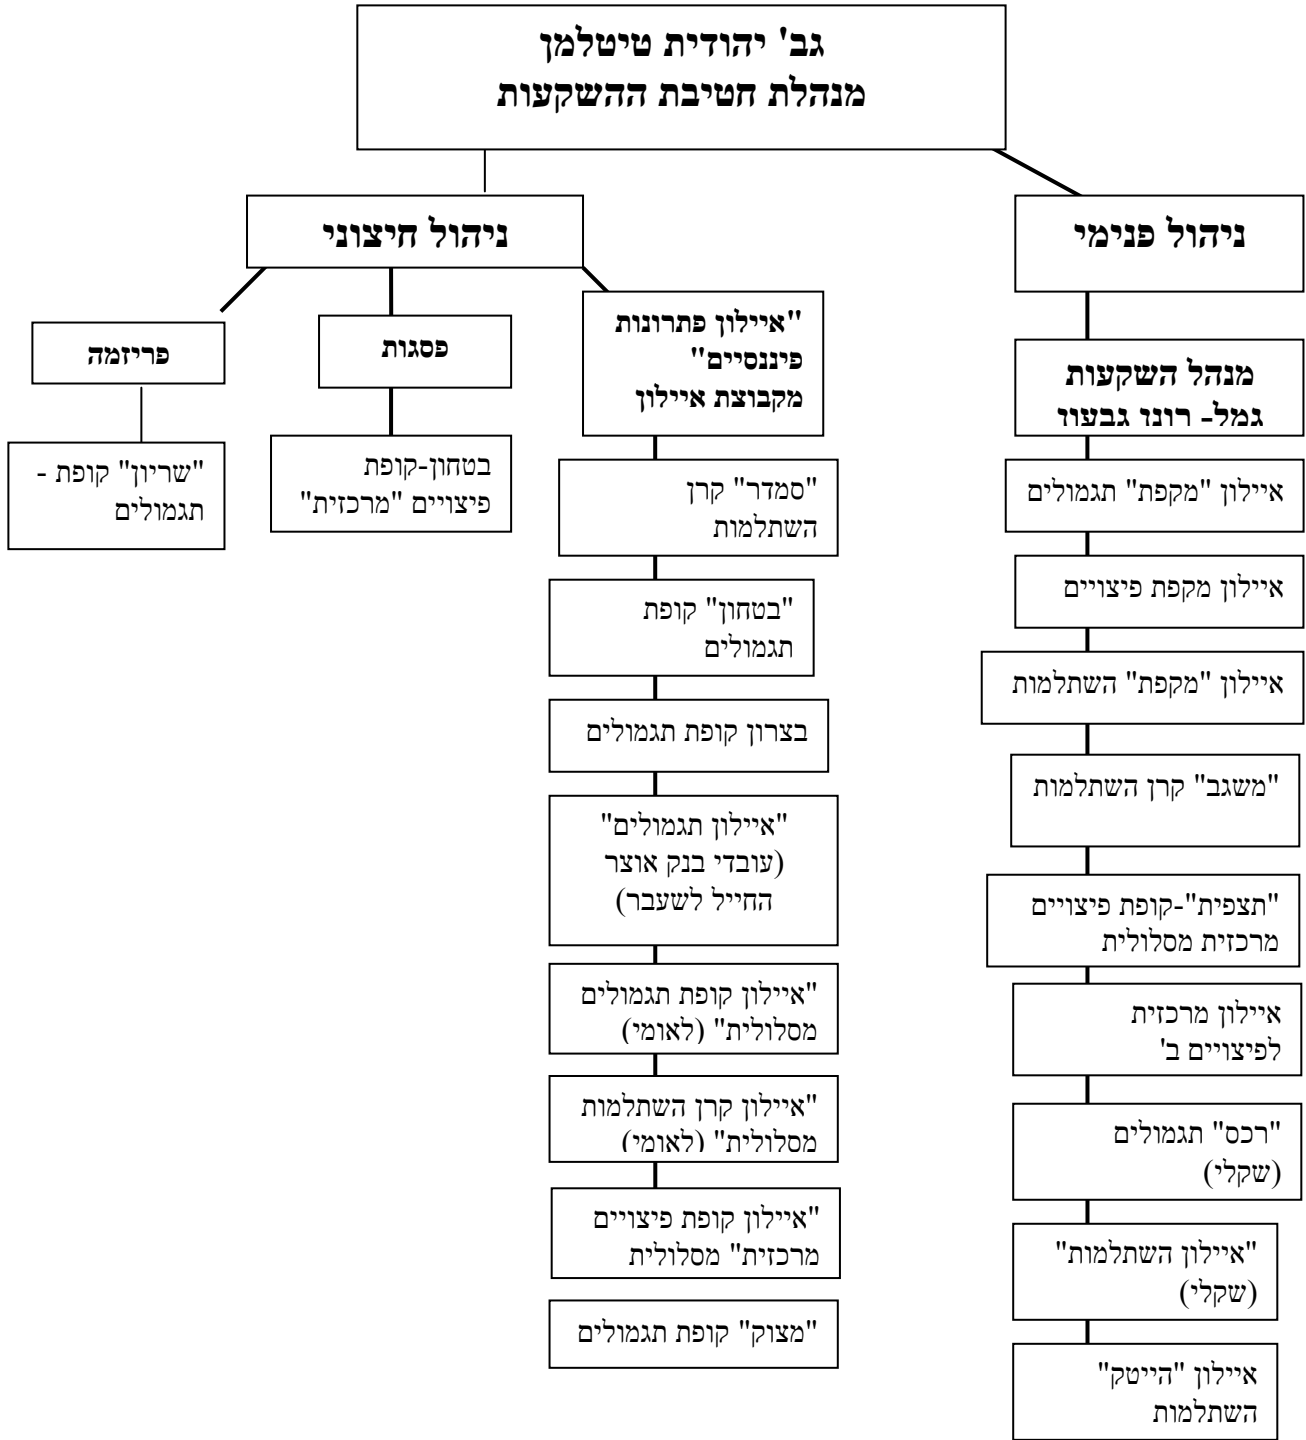 גב' יהודית טיטלמן
מנהלת חטיבת ההשקעות
ניהול פנימי
מנהל השקעות
גמל- רונן גבעון
איילון "מקפת" תגמולים
איילון מקפת פיצויים
איילון "מקפת" השתלמות
"משגב" קרן השתלמות
"תצפית"-קופת פיצויים
מרכזית מסלולית
איילון מרכזית
לפיצויים ב'
"רכס" תגמולים
(שקלי)
"איילון השתלמות"
(שקלי)
איילון "הייטק"
השתלמות
ניהול חיצוני
"איילון פתרונות
פיננסיים"
מקבוצת איילון
"סמדר" קרן
השתלמות
"בטחון" קופת
תגמולים
בצרון קופת תגמולים
"איילון תגמולים"
(עובדי בנק אוצר
החייל לשעבר)
"איילון קופת תגמולים
מסלולית" (לאומי)
"איילון קרן השתלמות
מסלולית" (לאומי)
"איילון קופת פיצויים
מרכזית" מסלולית
"מצוק" קופת תגמולים
פסגות
בטחון-קופת
פיצויים "מרכזית"
פריזמה
"שריון" קופת -
תגמולים